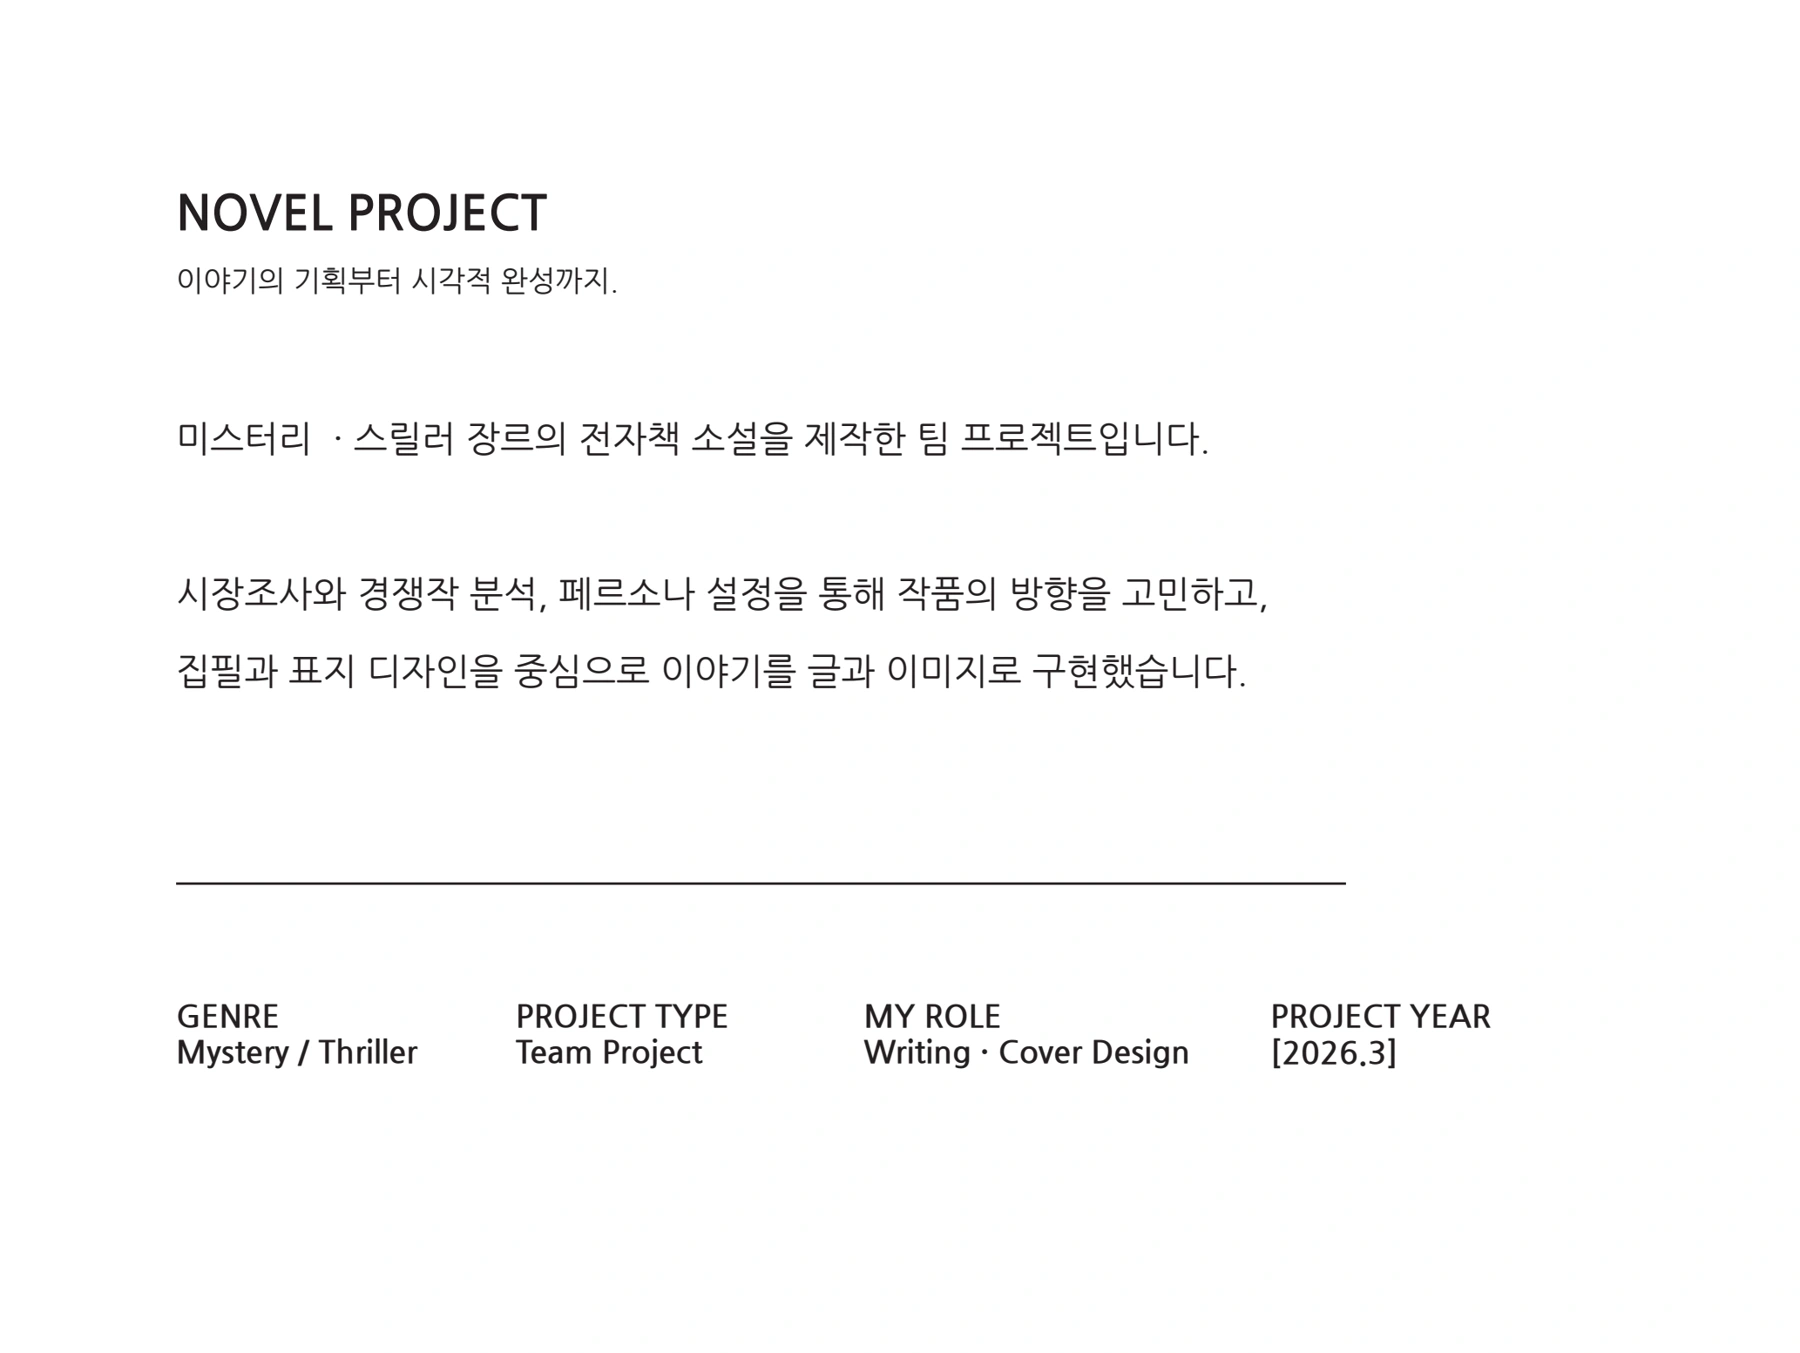 NOVEL PROJECT
이야기의 기획부터 시각적 완성까지.
미스터리 · 스릴러 장르의 전자책 소설을 제작한 팀 프로젝트입니다.
시장조사와 경쟁작 분석, 페르소나 설정을 통해 작품의 방향을 고민하고,
집필과 표지 디자인을 중심으로 이야기를 글과 이미지로 구현했습니다.
GENRE
Mystery / Thriller
PROJECT TYPE
Team Project
MY ROLE
Writing · Cover Design
PROJECT YEAR
[2026.3]